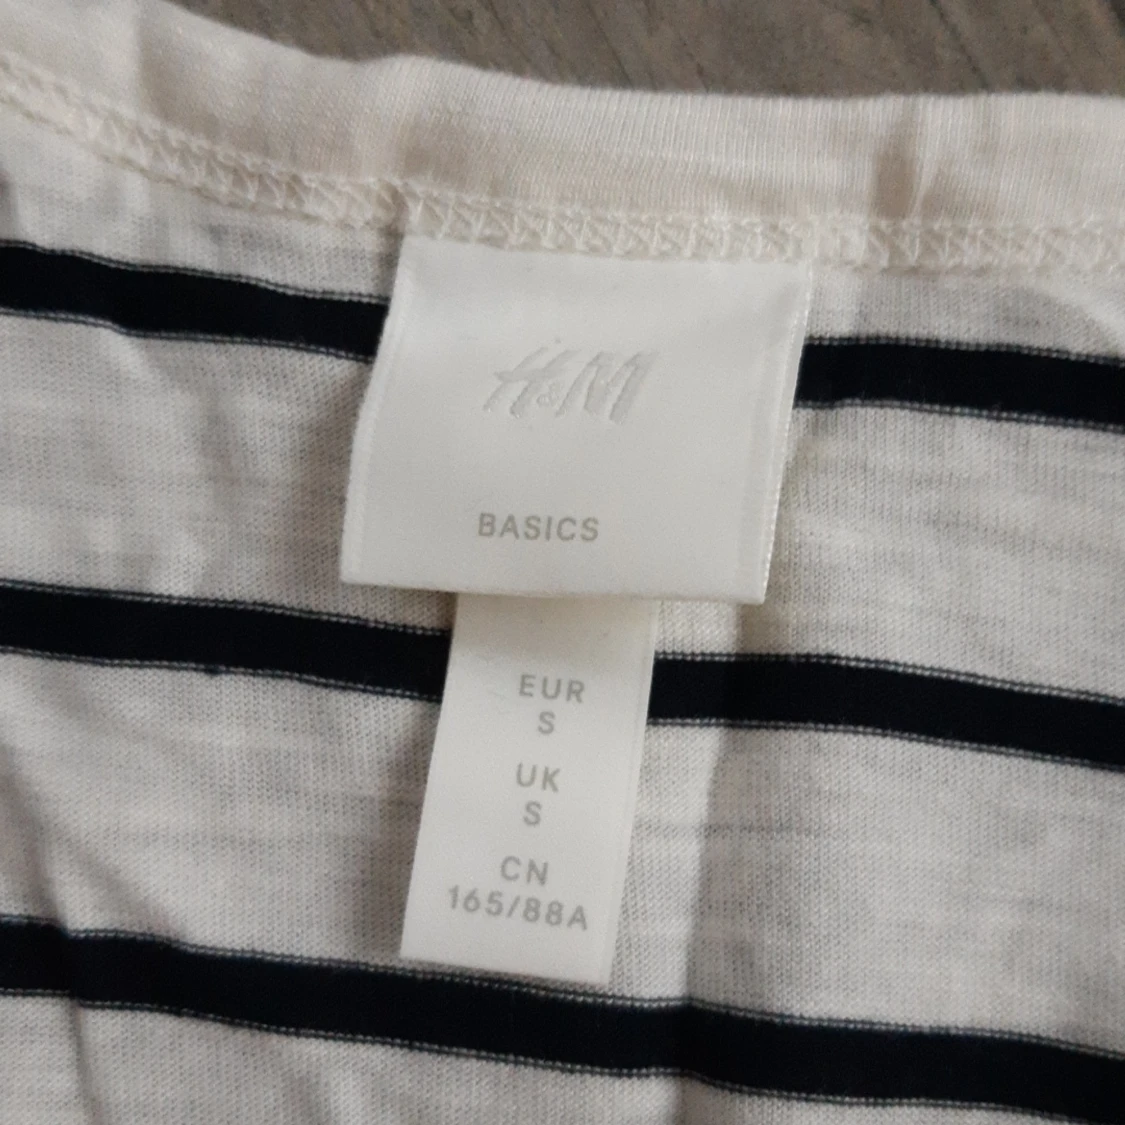 H&M
BASICS
EUR
S
UK
S
CN
165/88A